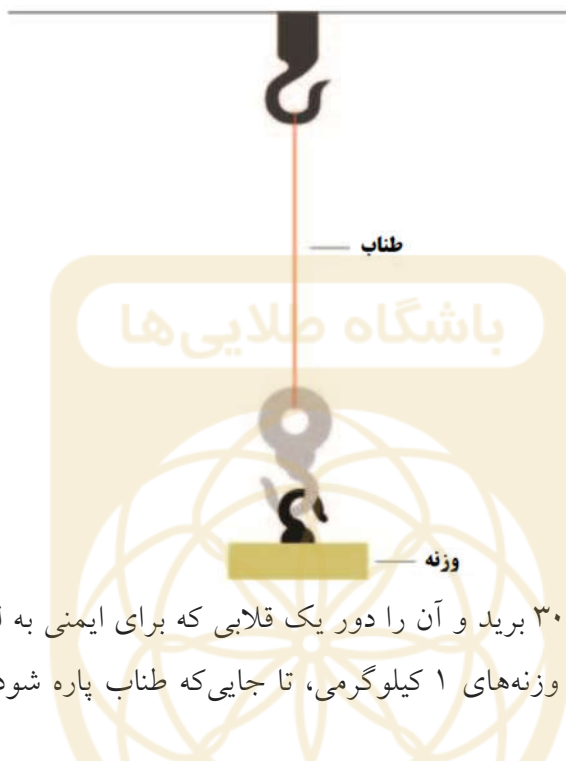 طناب
باشگاه طلایی‌ها
وزنه
۳۰ برید و آن را دور یک قلابی که برای ایمنی به
وزنه‌های ۱ کیلوگرمی، تا جایی‌که طناب پاره شود